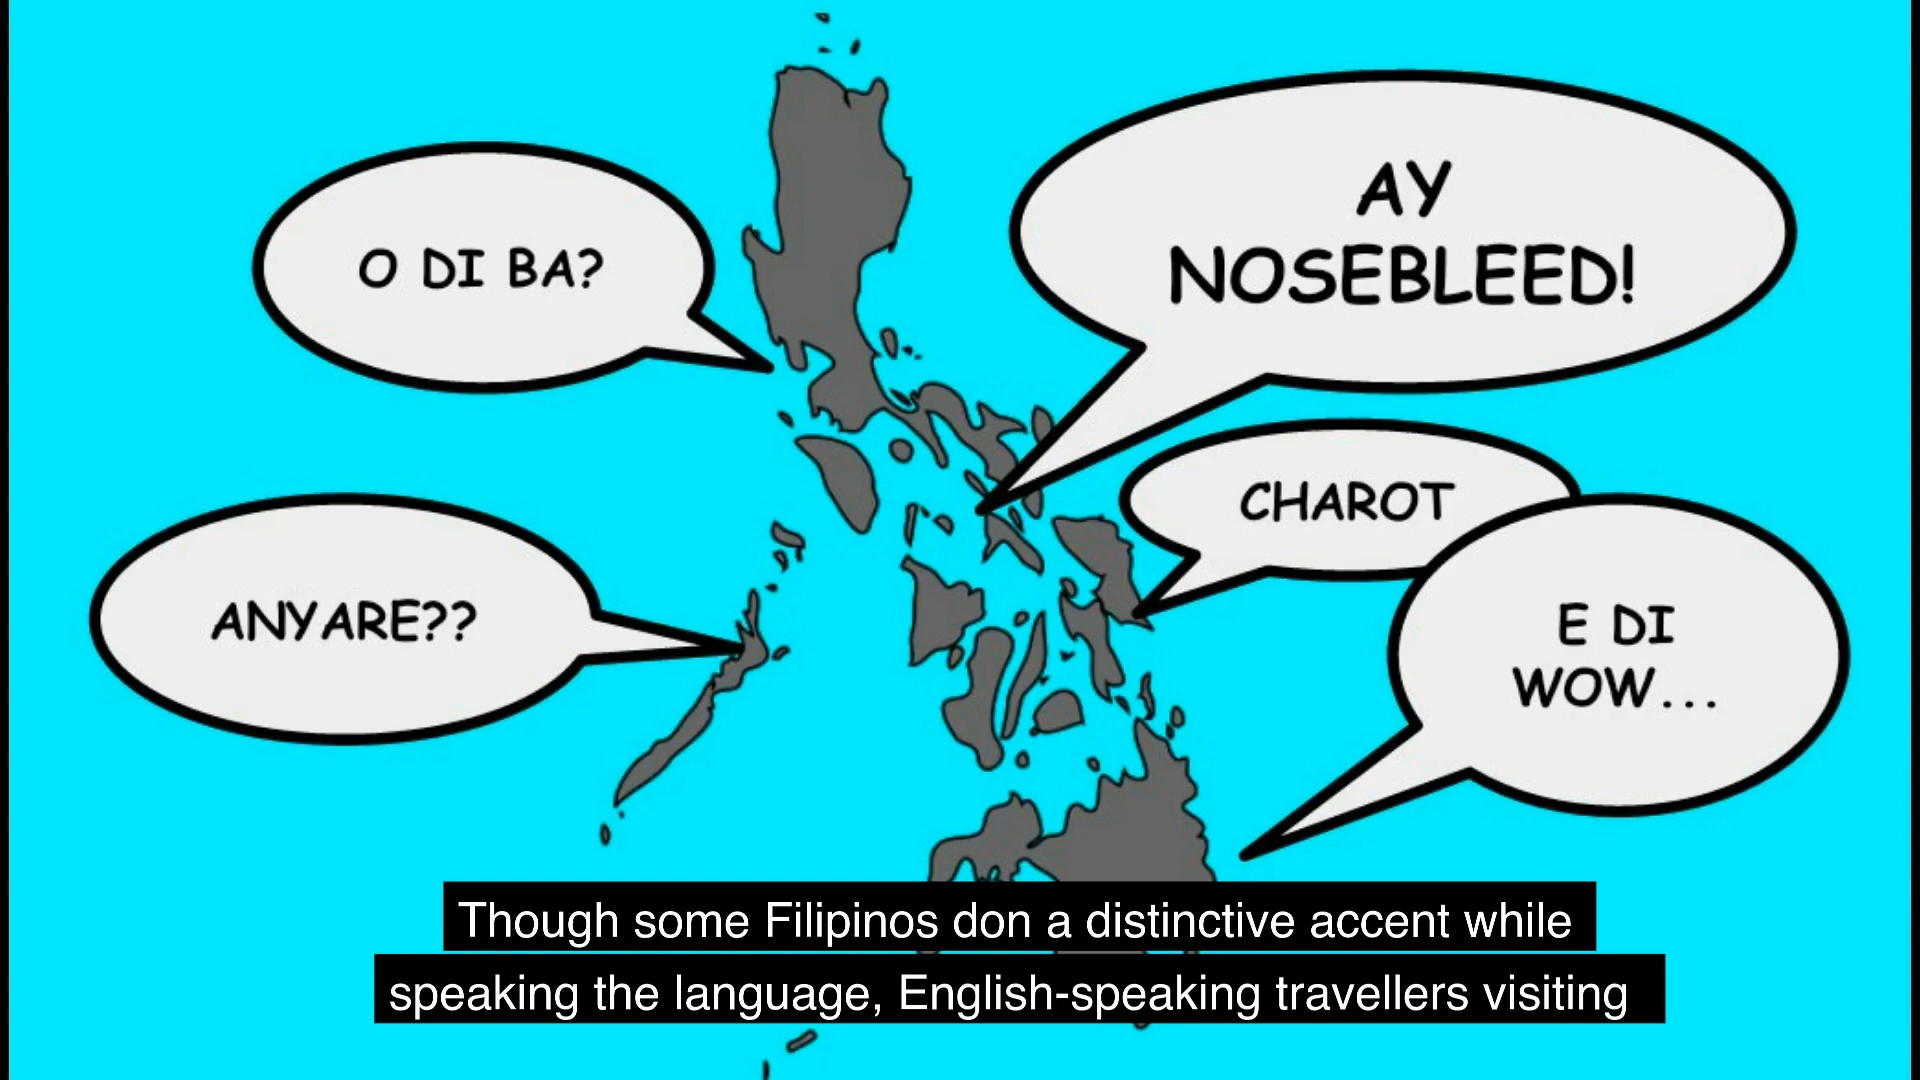 O DI BA?
AY
NOSEBLEED!
CHAROT
ANYARE??
E DI
WOW...
Though some Filipinos don a distinctive accent while
speaking the language, English-speaking travellers visiting